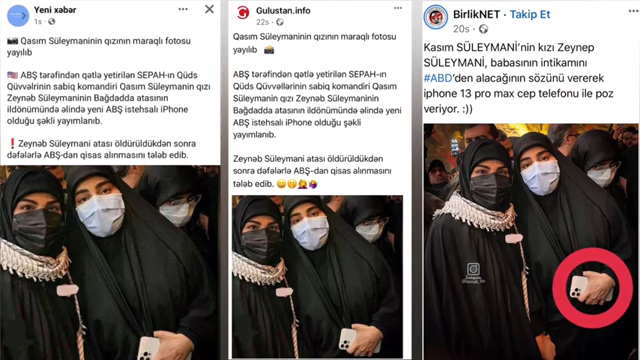 Yeni xəbər
1s
Qasım Süleymaninin qızının maraqlı fotosu
yayılıb
ABŞ tərəfindən qətlə yetirilən SEPAH-ın Qüds
Qüvvəlrinin sabiq komandiri Qasım Süleymanin qızı
Zeynəb Süleymaninin Bağdadda atasının
ildönümündə əlində yeni ABŞ istehsalı iPhone
olduğu şəkli yayımlanıb.
❗Zeynəb Süleymani atası öldürüldükdən sonra
dəfələrlə ABŞ-dan qisas alınmasını tələb edib.
Gulustan.info
22s
Qasım Süleymaninin qızının maraqlı fotosu
yayılıb
ABŞ tərəfindən qətlə yetirilən SEPAH-ın
Qüds Qüvvəllərinin sabiq komandiri Qasım
Süleymanin qızı Zeynəb Süleymaninin
Bağdadda atasının ildönümündə əlində yeni
ABŞ istehsalı iPhone olduğu şəkli
yayımlanıb.
Zeynəb Süleymani atası öldürüldükdən
sonra dəfələrlə ABŞ-dan qisas alınmasını
tələb edib.
BirlikNET · Takip Et
20s
Kasım SÜLEYMANİ'nin kızı Zeynep
SÜLEYMANİ, babasının intikamını
#ABD'den alacağının sözünü vererek
iphone 13 pro max cep telefonu ile poz
veriyor. :))